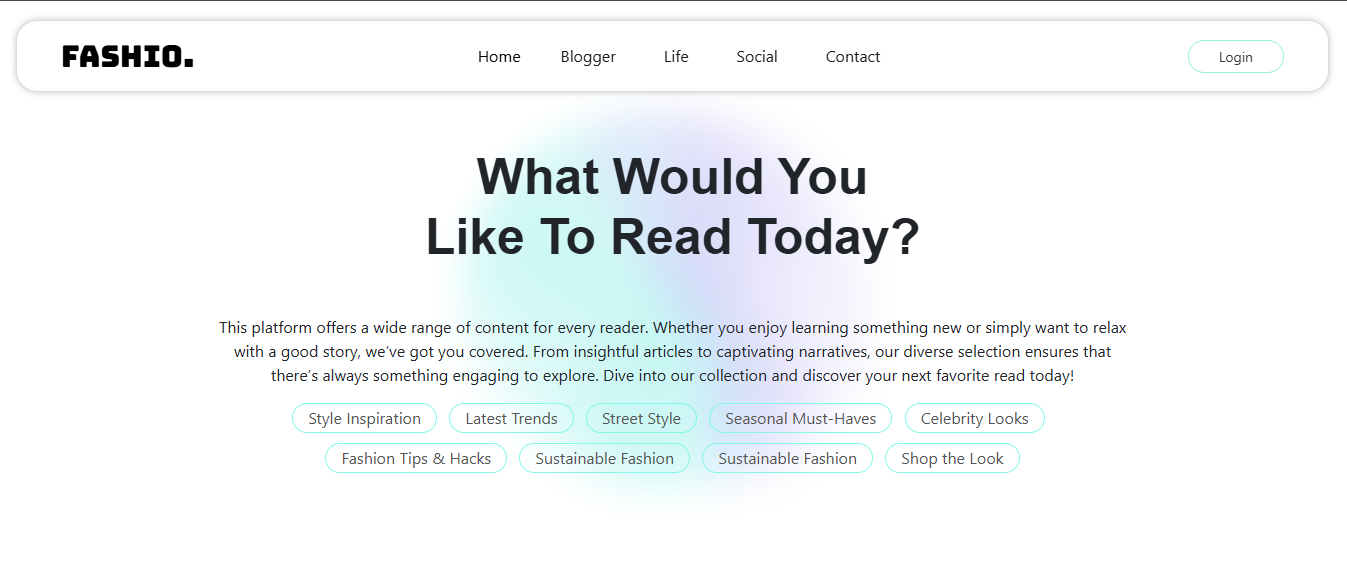 FASHIO.
Home Blogger Life Social Contact
Login
What Would You
Like To Read Today?
This platform offers a wide range of content for every reader. Whether you enjoy learning something new or simply want to relax
with a good story, we’ve got you covered. From insightful articles to captivating narratives, our diverse selection ensures that
there’s always something engaging to explore. Dive into our collection and discover your next favorite read today!
Style Inspiration Latest Trends Street Style Seasonal Must-Haves Celebrity Looks
Fashion Tips & Hacks Sustainable Fashion Sustainable Fashion Shop the Look